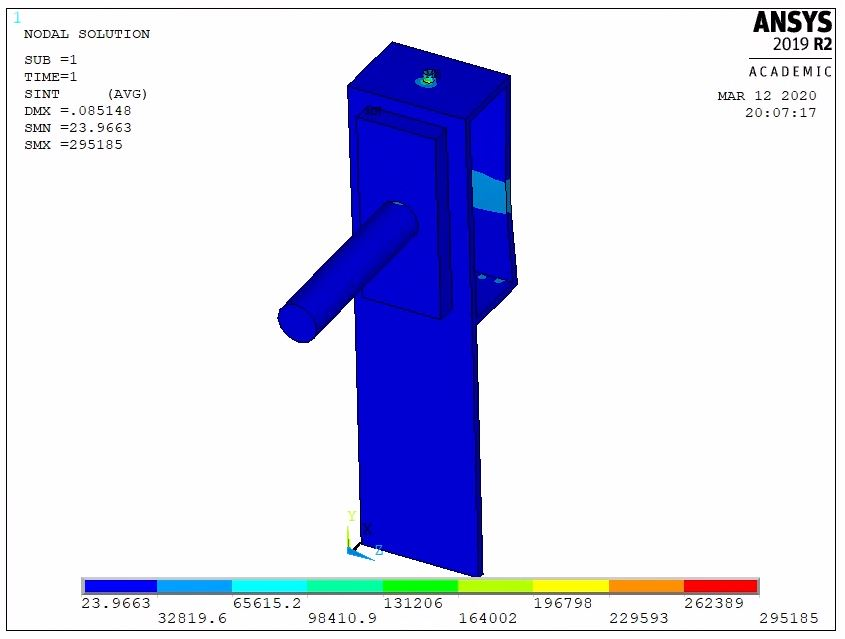 1
NODAL SOLUTION
SUB =1
TIME=1
SINT (AVG)
DMX =.085148
SMN =23.9663
SMX =295185
ANSYS
2019 R2
ACADEMIC
MAR 12 2020
20:07:17
Y
X
Z
23.9663
32819.6
65615.2
98410.9
131206
164002
196798
229593
262389
295185